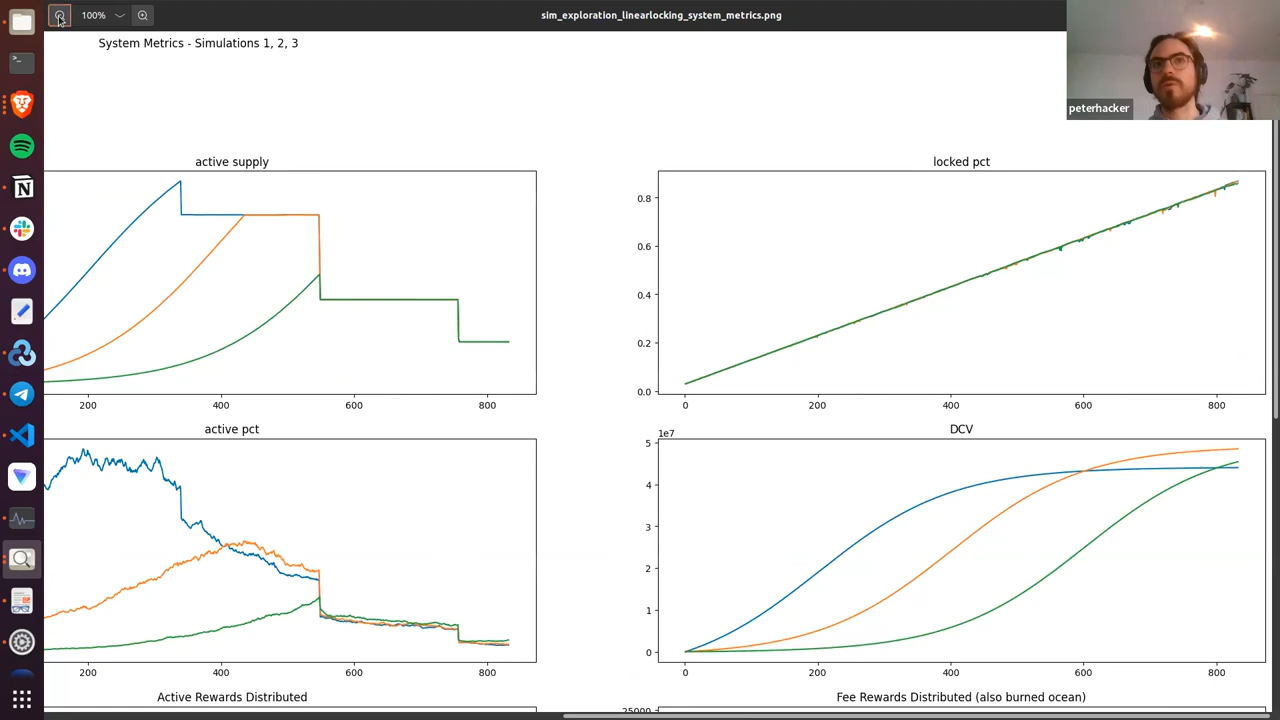 100%
sim_exploration_linearlocking_system_metrics.png
System Metrics - Simulations 1, 2, 3
peterhacker
active supply
locked pct
0.8
0.6
0.4
0.2
0.0
200 400 600 800
0 200 400 600 800
active pct
DCV
1e7
5
4
3
2
1
0
200 400 600 800
0 200 400 600 800
Active Rewards Distributed
Fee Rewards Distributed (also burned ocean)
25000